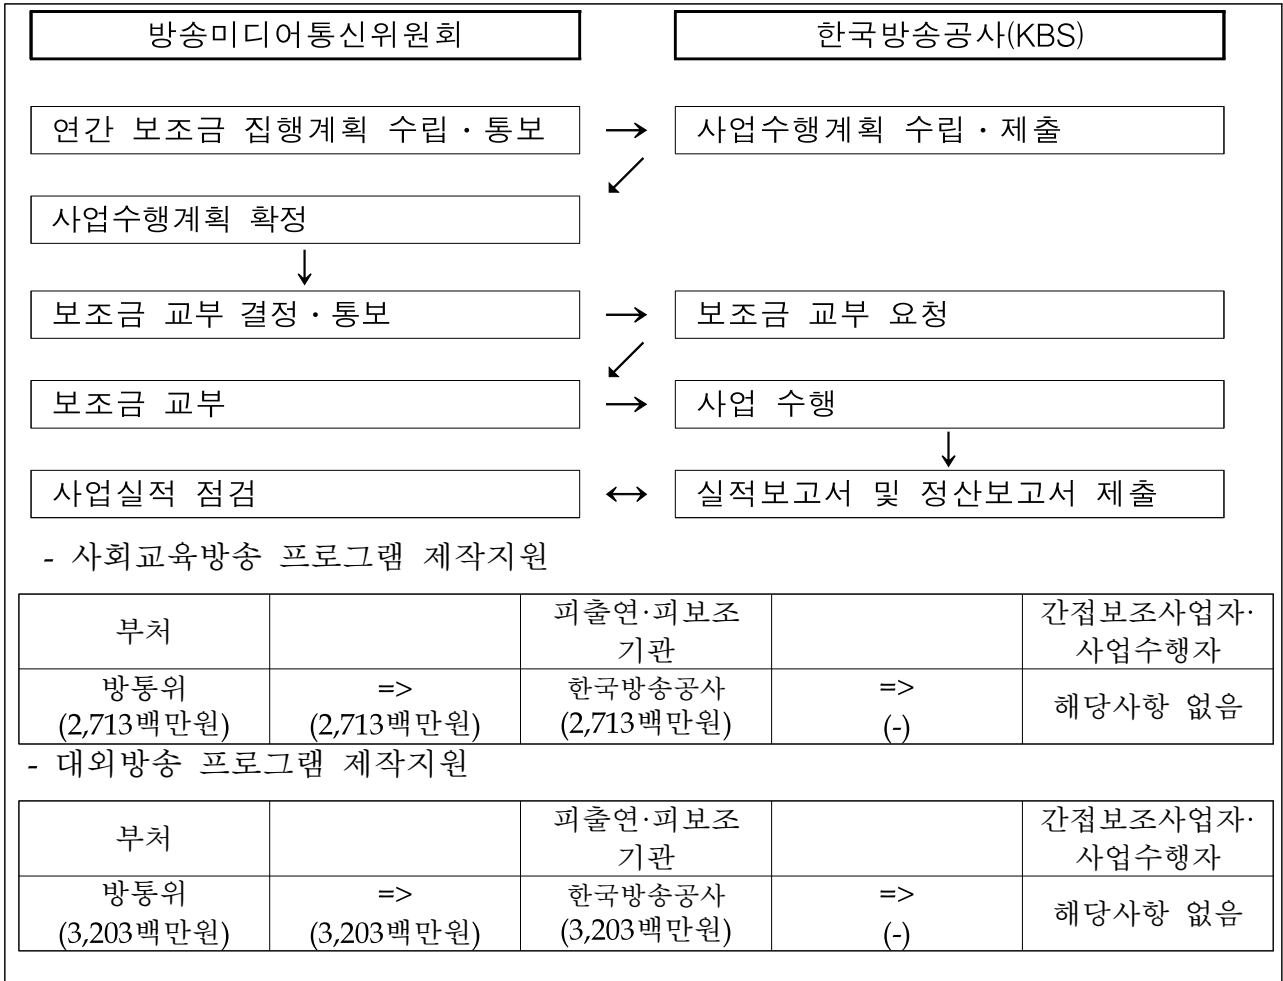 방송미디어통신위원회 한국방송공사(KBS)
연간 보조금 집행계획 수립·통보 → 사업수행계획 수립·제출
↙
사업수행계획 확정
↓
보조금 교부 결정·통보 → 보조금 교부 요청
↙
보조금 교부 → 사업 수행
↓
사업실적 점검 ↔ 실적보고서 및 정산보고서 제출
- 사회교육방송 프로그램 제작지원
부처 피출연·피보조 기관 간접보조사업자· 사업수행자
방통위 => 한국방송공사 => 해당사항 없음
(2,713백만원) (2,713백만원) (2,713백만원) (-)
- 대외방송 프로그램 제작지원
부처 피출연·피보조 기관 간접보조사업자· 사업수행자
방통위 => 한국방송공사 => 해당사항 없음
(3,203백만원) (3,203백만원) (3,203백만원) (-)